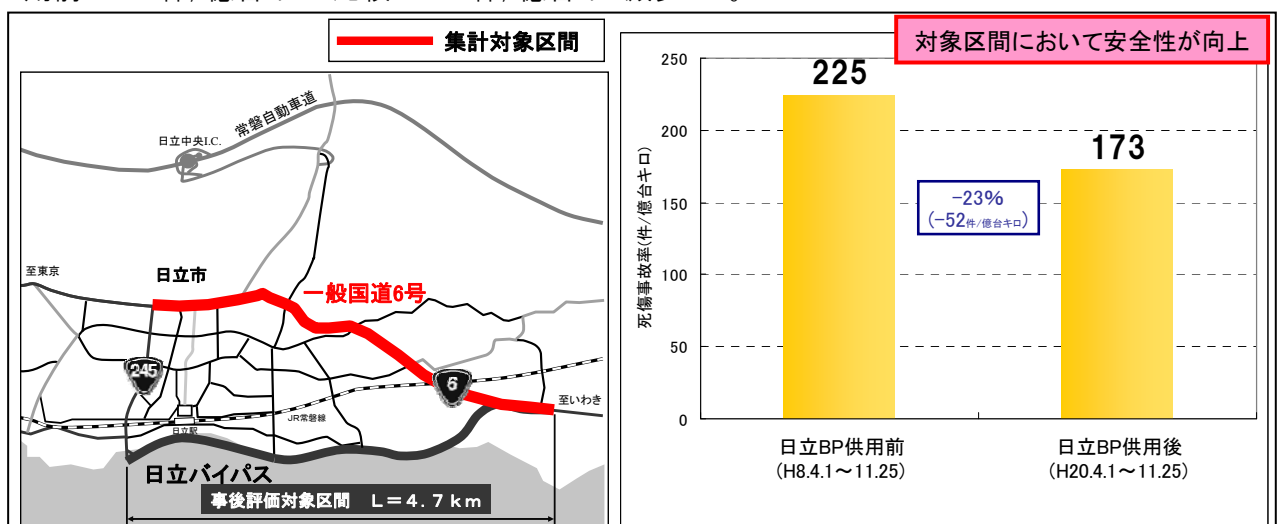 集計対象区間
常磐自動車道
日立中央I.C.
至東京
日立市
一般国道6号
245
6
至いわき
JR常磐線
日立駅
日立バイパス
事後評価対象区間 L=4.7km
対象区間において安全性が向上
死傷事故率(件/億台キロ)
250
200
150
100
50
0
225
173
-23%
(-52件/億台キロ)
日立BP供用前
(H8.4.1～11.25)
日立BP供用後
(H20.4.1～11.25)